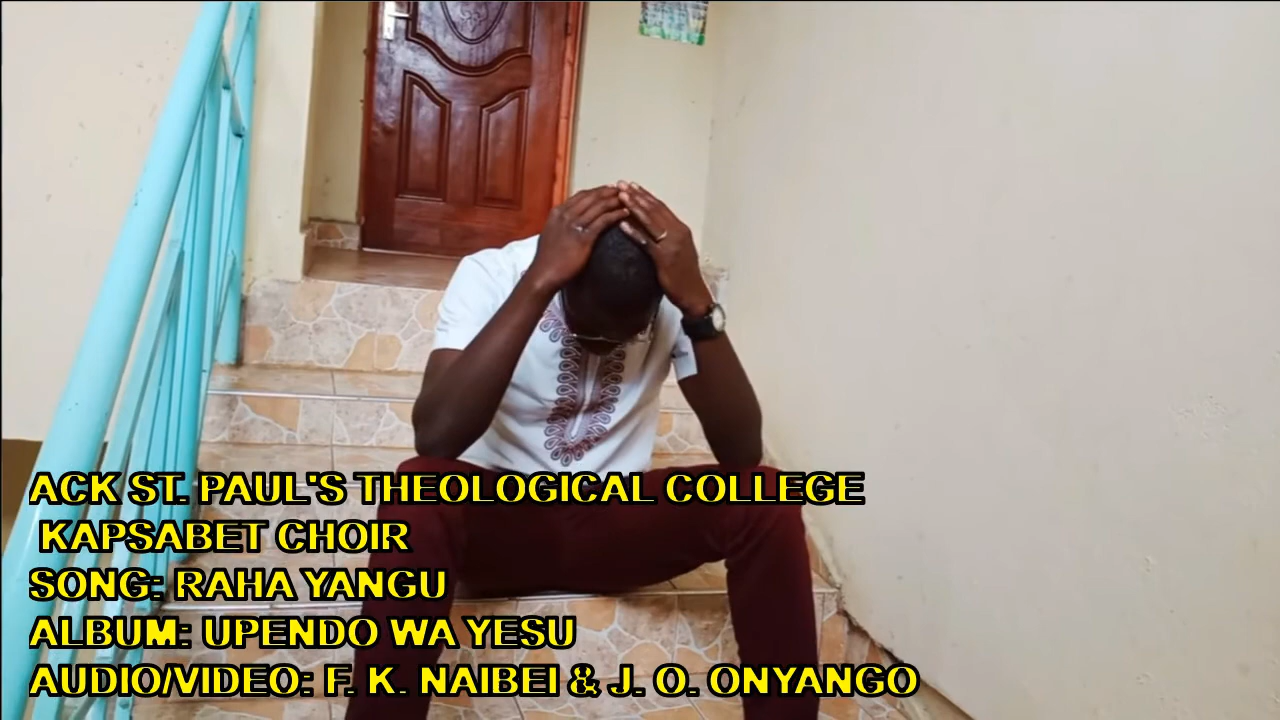 ACK ST. PAUL'S THEOLOGICAL COLLEGE
KAPSABET CHOIR
SONG: RAHA YANGU
ALBUM: UPENDO WA YESU
AUDIO/VIDEO: F. K. NAIBEI & J. O. ONYANGO